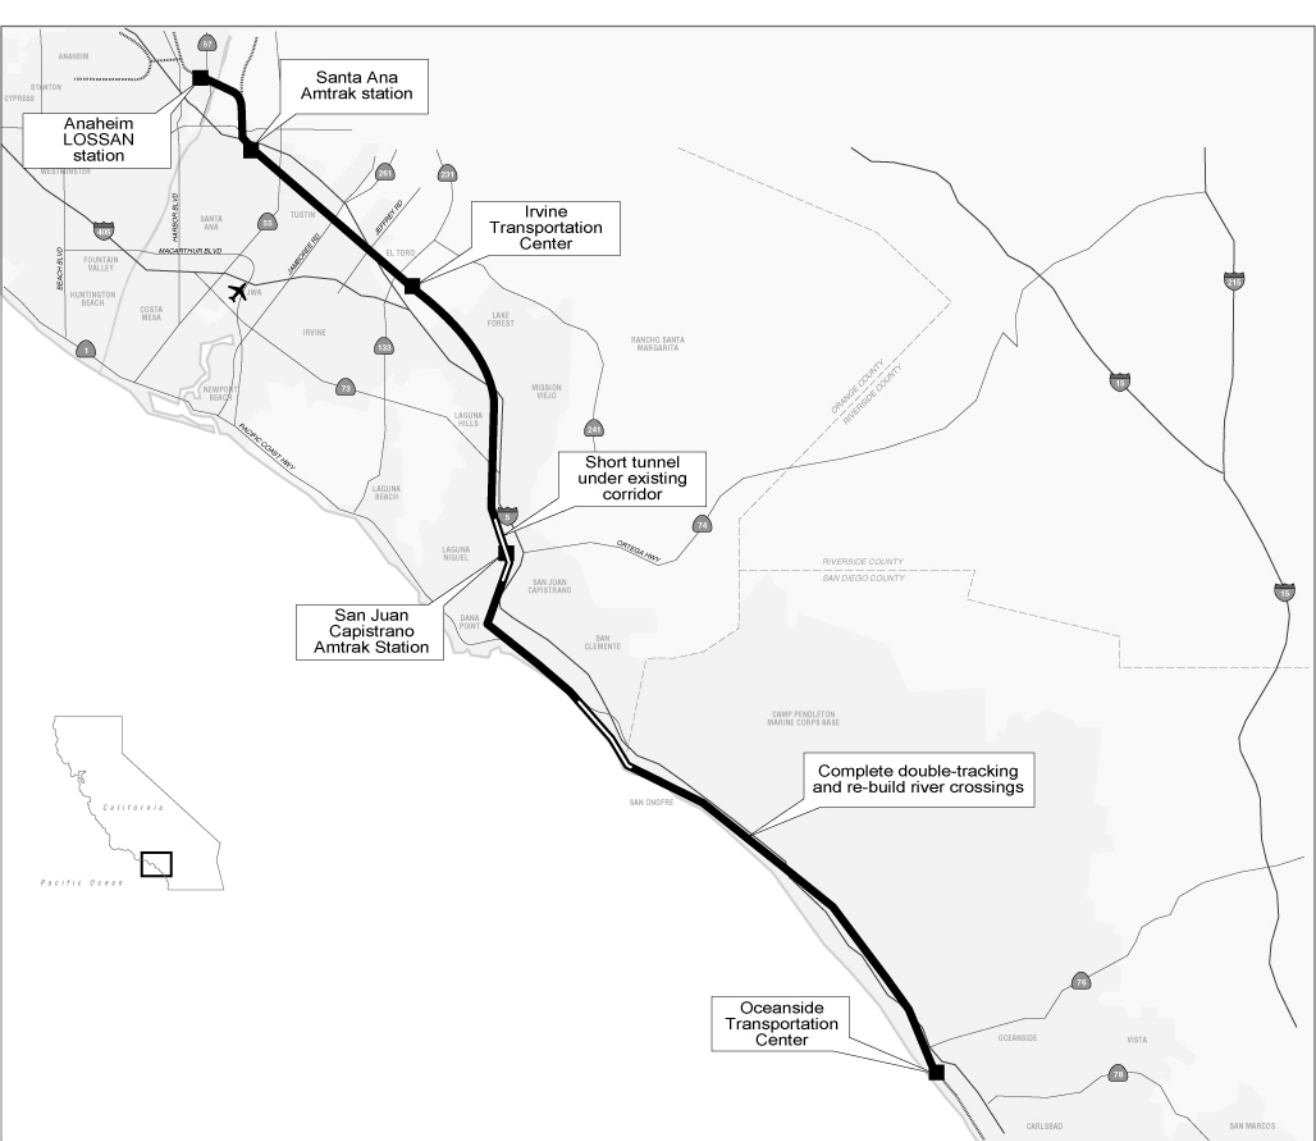 57
ANAHEIM
Santa Ana
Amtrak station
STANTON
CYPRESS
Anaheim
LOSSAN
station
WESTMINSTER
261
231
HARBOR BLVD
JEFFREY RD
Irvine
Transportation
Center
SANTA
ANA
55
TUSTIN
405
MACARTHUR BLVD
JAMBOREE RD
EL TORO
BEACH BLVD
FOUNTAIN
VALLEY
215
HUNTINGTON
BEACH
JWA
COSTA
MESA
LAKE
FOREST
IRVINE
RANCHO SANTA
MARGARITA
1
133
ORANGE COUNTY
RIVERSIDE COUNTY
15
73
NEWPORT
BEACH
MISSION
VIEJO
LAGUNA
HILLS
241
PACIFIC COAST HWY
Short tunnel
under existing
corridor
LAGUNA
BEACH
5
74
ORTEGA HWY
LAGUNA
NIGUEL
RIVERSIDE COUNTY
SAN DIEGO COUNTY
SAN JUAN
CAPISTRANO
15
San Juan
Capistrano
Amtrak Station
DANA
POINT
SAN
CLEMENTE
CAMP PENDLETON
MARINE CORPS BASE
Complete double-tracking
and re-build river crossings
SAN ONOFRE
California
Pacific Ocean
76
Oceanside
Transportation
Center
OCEANSIDE
VISTA
78
CARLSBAD
SAN MARCOS